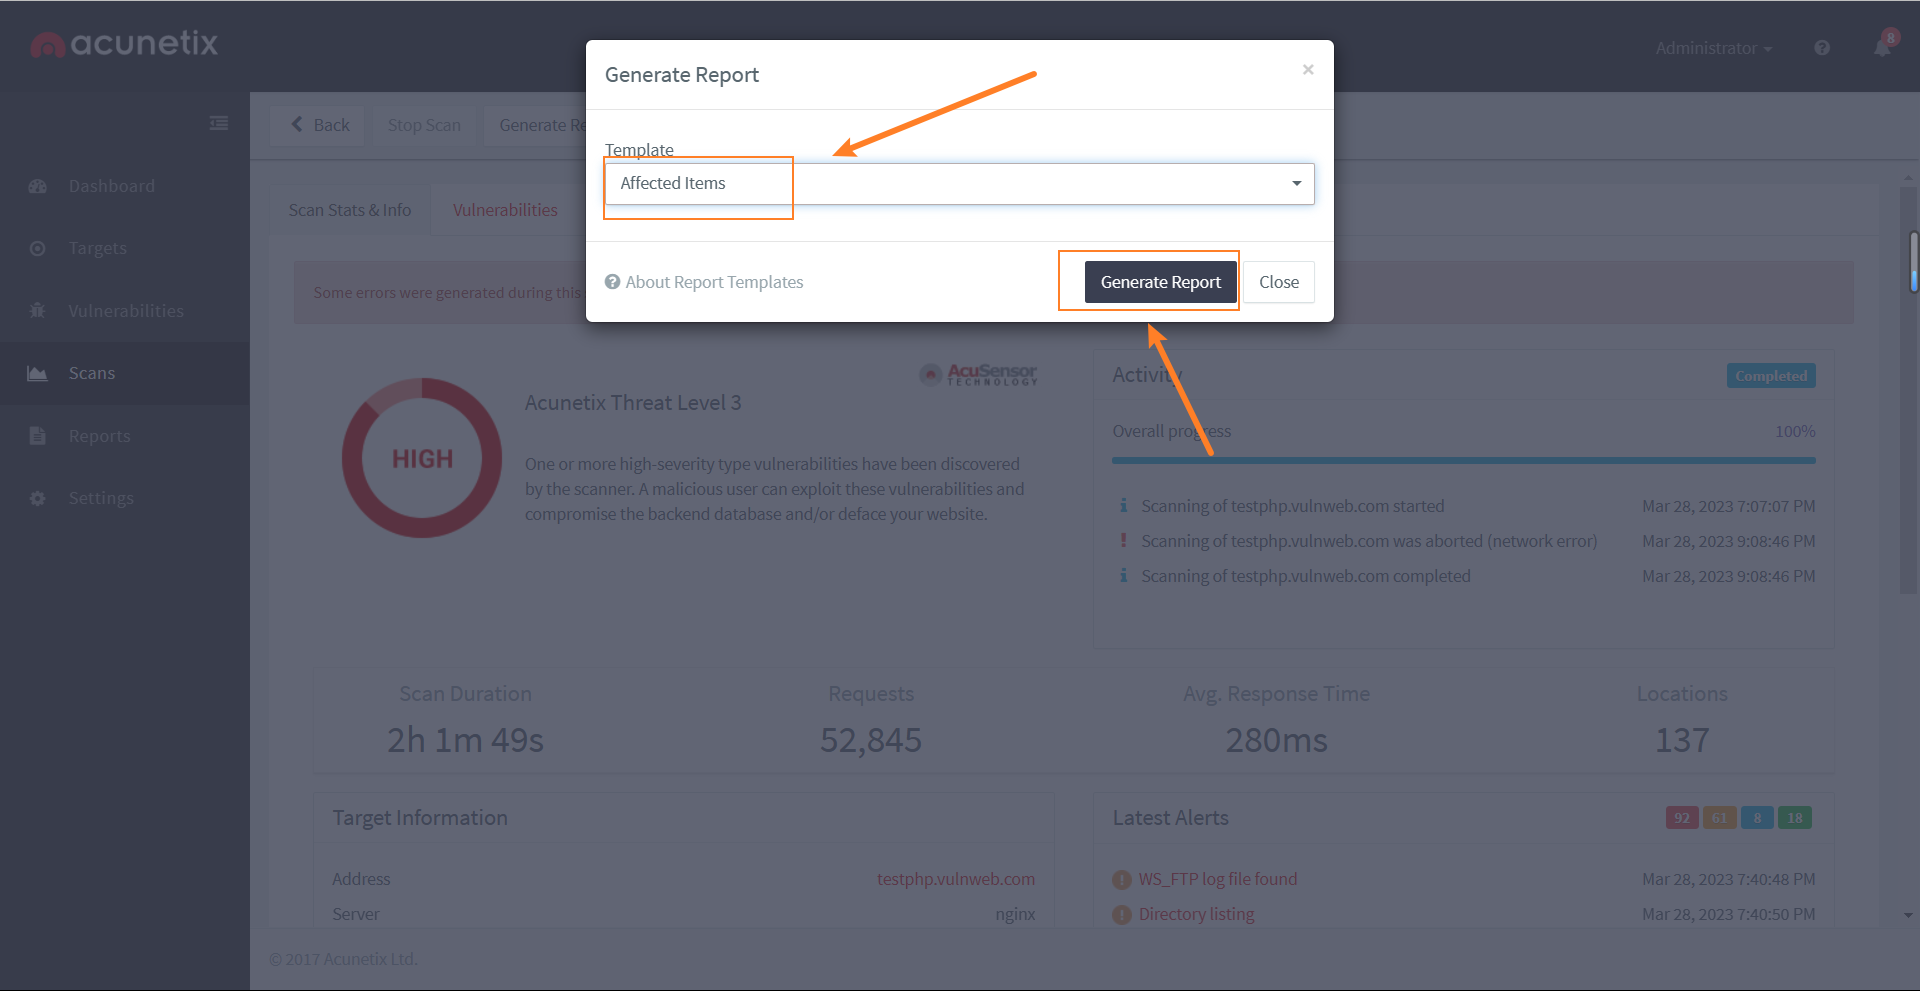 acunetix
Administrator
8
Generate Report
×
Back
Stop Scan
Generate Re
Template
Affected Items
About Report Templates
Generate Report
Close
Dashboard
Targets
Vulnerabilities
Scans
Reports
Settings
Scan Stats & Info
Vulnerabilities
Some errors were generated during this
HIGH
AcuSensor
TECHNOLOGY
Acunetix Threat Level 3
One or more high-severity type vulnerabilities have been discovered
by the scanner. A malicious user can exploit these vulnerabilities and
compromise the backend database and/or deface your website.
Activity
Completed
Overall progress
100%
Scanning of testphp.vulnweb.com started
Mar 28, 2023 7:07:07 PM
Scanning of testphp.vulnweb.com was aborted (network error)
Mar 28, 2023 9:08:46 PM
Scanning of testphp.vulnweb.com completed
Mar 28, 2023 9:08:46 PM
Scan Duration
2h 1m 49s
Requests
52,845
Avg. Response Time
280ms
Locations
137
Target Information
Address
testphp.vulnweb.com
Server
nginx
Latest Alerts
92 61 8 18
WS_FTP log file found
Mar 28, 2023 7:40:48 PM
Directory listing
Mar 28, 2023 7:40:50 PM
© 2017 Acunetix Ltd.